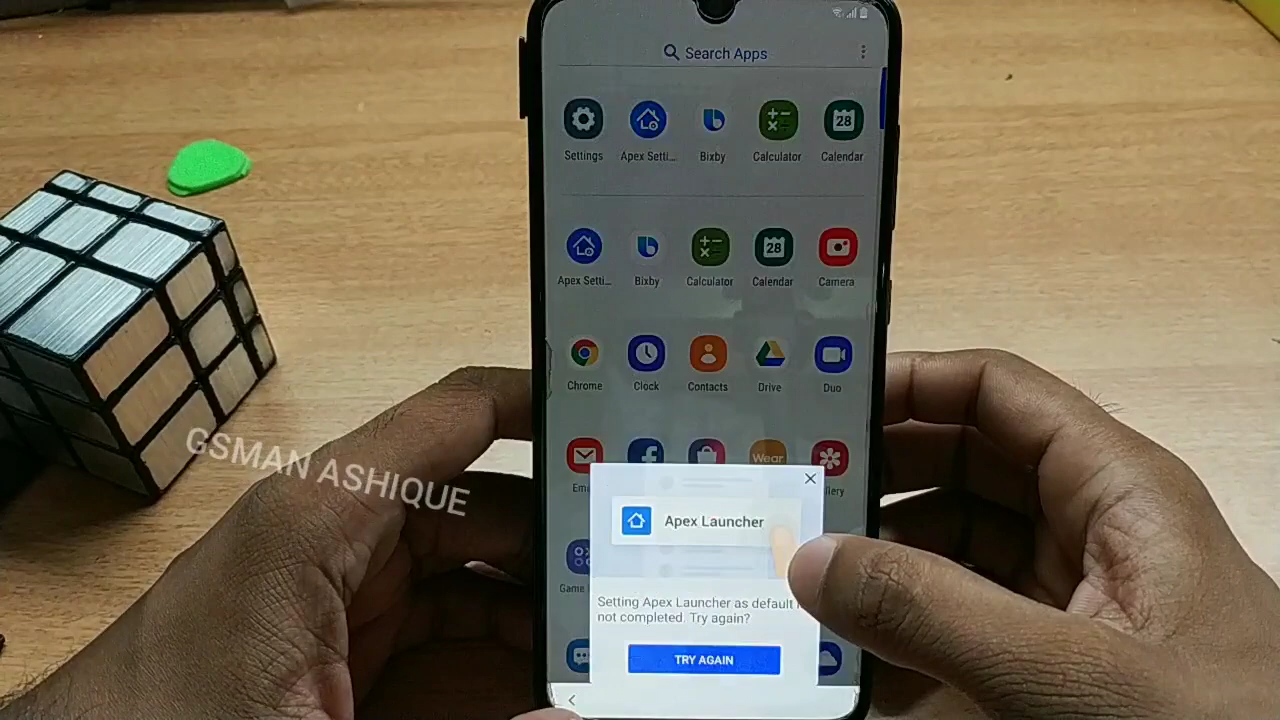 Search Apps
Settings
Apex Setti...
Bixby
Calculator
28
Calendar
Apex Setti...
Bixby
Calculator
28
Calendar
Camera
Chrome
Clock
Contacts
Drive
Duo
Wear
Game
Apex Launcher
Setting Apex Launcher as default
not completed. Try again?
TRY AGAIN
GSMAN ASHIQUE